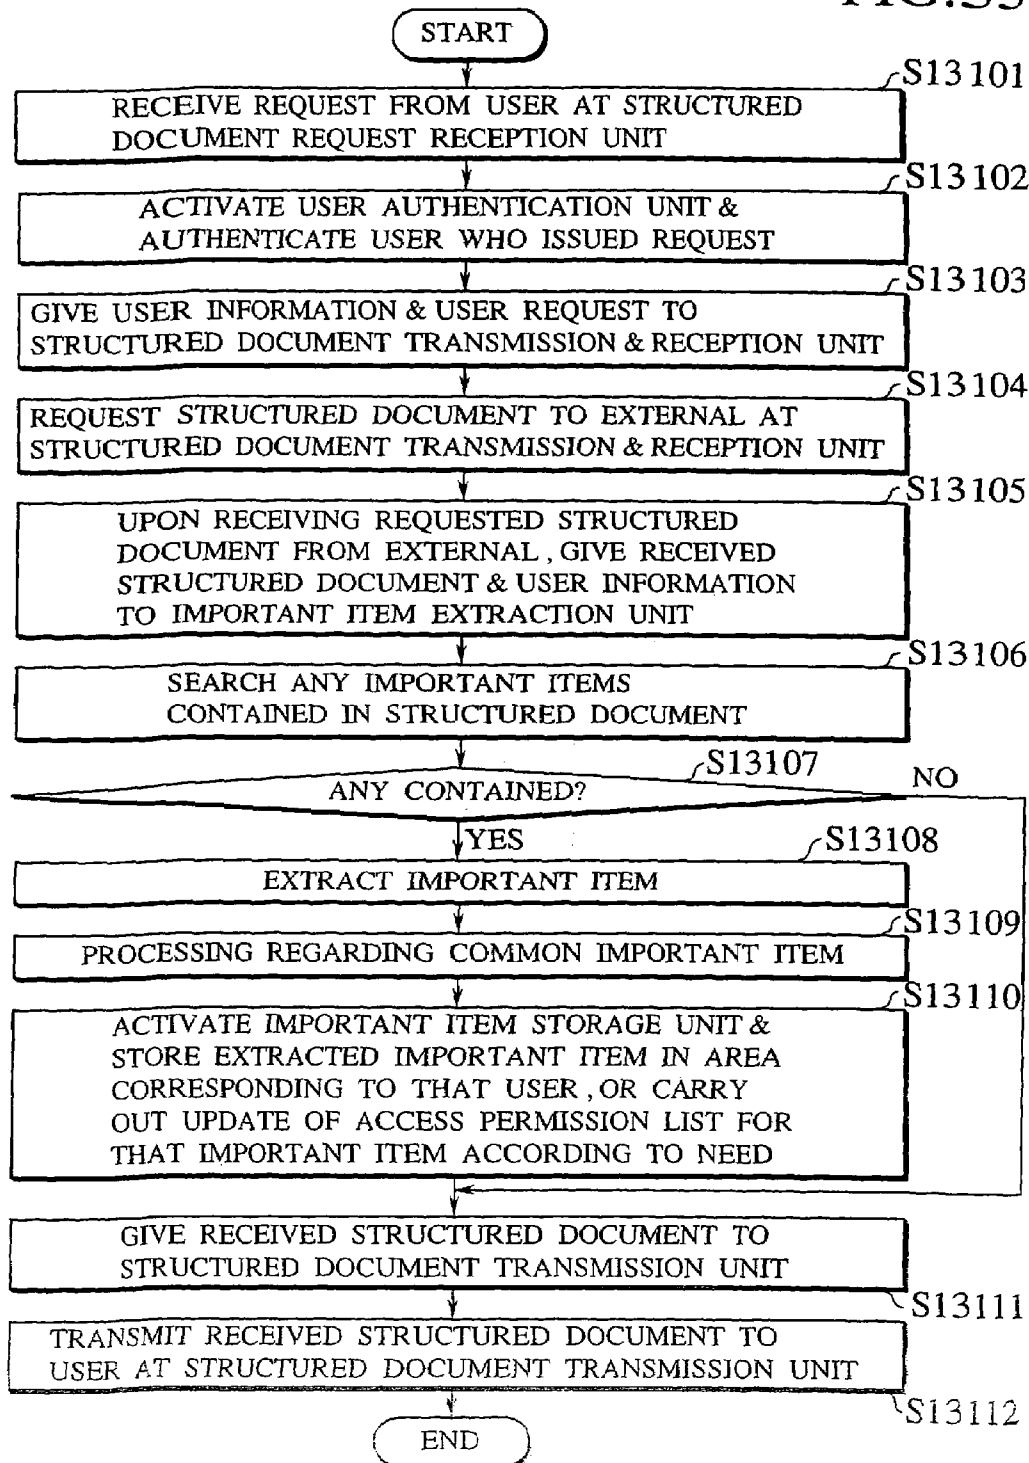 START
S13101
RECEIVE REQUEST FROM USER AT STRUCTURED
DOCUMENT REQUEST RECEPTION UNIT
S13102
ACTIVATE USER AUTHENTICATION UNIT &
AUTHENTICATE USER WHO ISSUED REQUEST
S13103
GIVE USER INFORMATION & USER REQUEST TO
STRUCTURED DOCUMENT TRANSMISSION & RECEPTION UNIT
S13104
REQUEST STRUCTURED DOCUMENT TO EXTERNAL AT
STRUCTURED DOCUMENT TRANSMISSION & RECEPTION UNIT
S13105
UPON RECEIVING REQUESTED STRUCTURED
DOCUMENT FROM EXTERNAL, GIVE RECEIVED
STRUCTURED DOCUMENT & USER INFORMATION
TO IMPORTANT ITEM EXTRACTION UNIT
S13106
SEARCH ANY IMPORTANT ITEMS
CONTAINED IN STRUCTURED DOCUMENT
S13107
ANY CONTAINED?
NO
YES
S13108
EXTRACT IMPORTANT ITEM
S13109
PROCESSING REGARDING COMMON IMPORTANT ITEM
S13110
ACTIVATE IMPORTANT ITEM STORAGE UNIT &
STORE EXTRACTED IMPORTANT ITEM IN AREA
CORRESPONDING TO THAT USER, OR CARRY
OUT UPDATE OF ACCESS PERMISSION LIST FOR
THAT IMPORTANT ITEM ACCORDING TO NEED
GIVE RECEIVED STRUCTURED DOCUMENT TO
STRUCTURED DOCUMENT TRANSMISSION UNIT
S13111
TRANSMIT RECEIVED STRUCTURED DOCUMENT TO
USER AT STRUCTURED DOCUMENT TRANSMISSION UNIT
S13112
END